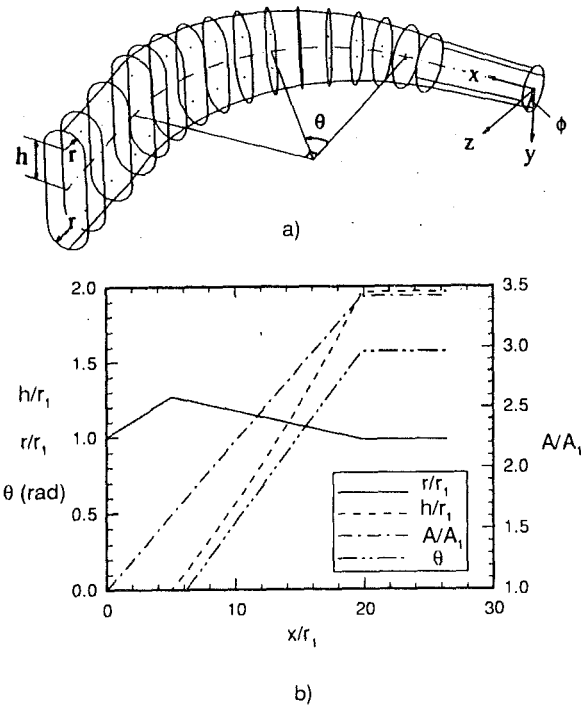 h
r
r
θ
x
z
y
ϕ
a)
2.0
1.5
1.0
0.5
0.0
h/r₁
r/r₁
θ (rad)
3.5
3.0
2.5
2.0
1.5
1.0
A/A₁
r/r₁
h/r₁
A/A₁
θ
0
10
20
30
x/r₁
b)